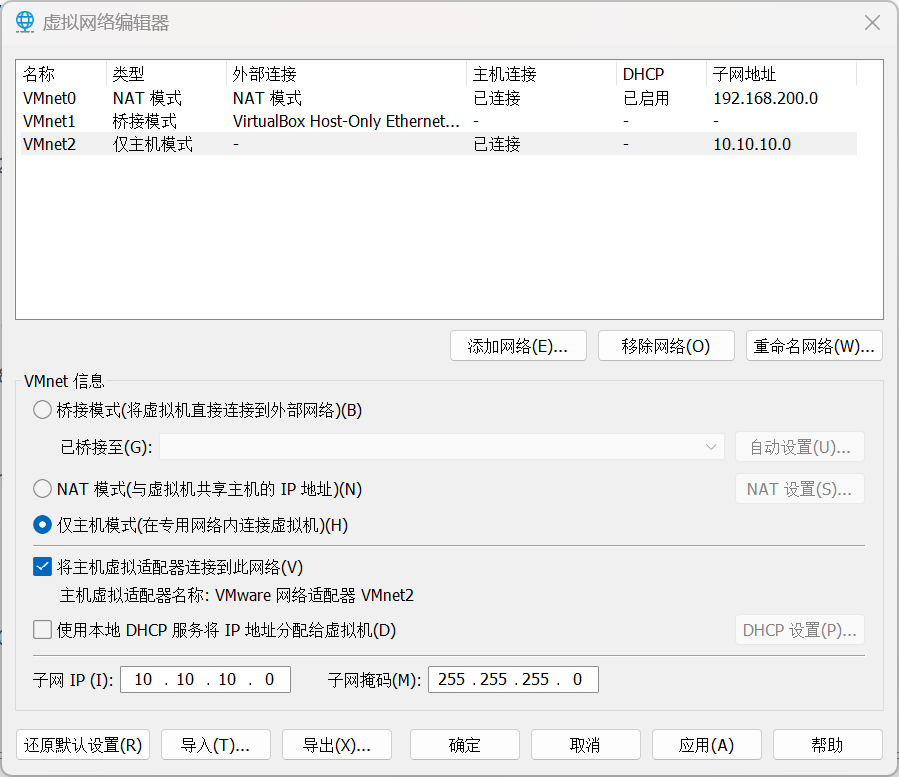 虚拟网络编辑器
名称 类型 外部连接 主机连接 DHCP 子网地址
VMnet0 NAT 模式 NAT 模式 已连接 已启用 192.168.200.0
VMnet1 桥接模式 VirtualBox Host-Only Ethernet... - - -
VMnet2 仅主机模式 - 已连接 - 10.10.10.0
添加网络(E)... 移除网络(O) 重命名网络(W)...
VMnet 信息
桥接模式(将虚拟机直接连接到外部网络)(B)
已桥接至(G): 自动设置(U)...
NAT 模式(与虚拟机共享主机的 IP 地址)(N) NAT 设置(S)...
仅主机模式(在专用网络内连接虚拟机)(H)
将主机虚拟适配器连接到此网络(V)
主机虚拟适配器名称: VMware 网络适配器 VMnet2
使用本地 DHCP 服务将 IP 地址分配给虚拟机(D) DHCP 设置(P)...
子网 IP (I): 10 . 10 . 10 . 0 子网掩码(M): 255 . 255 . 255 . 0
还原默认设置(R) 导入(T)... 导出(X)... 确定 取消 应用(A) 帮助